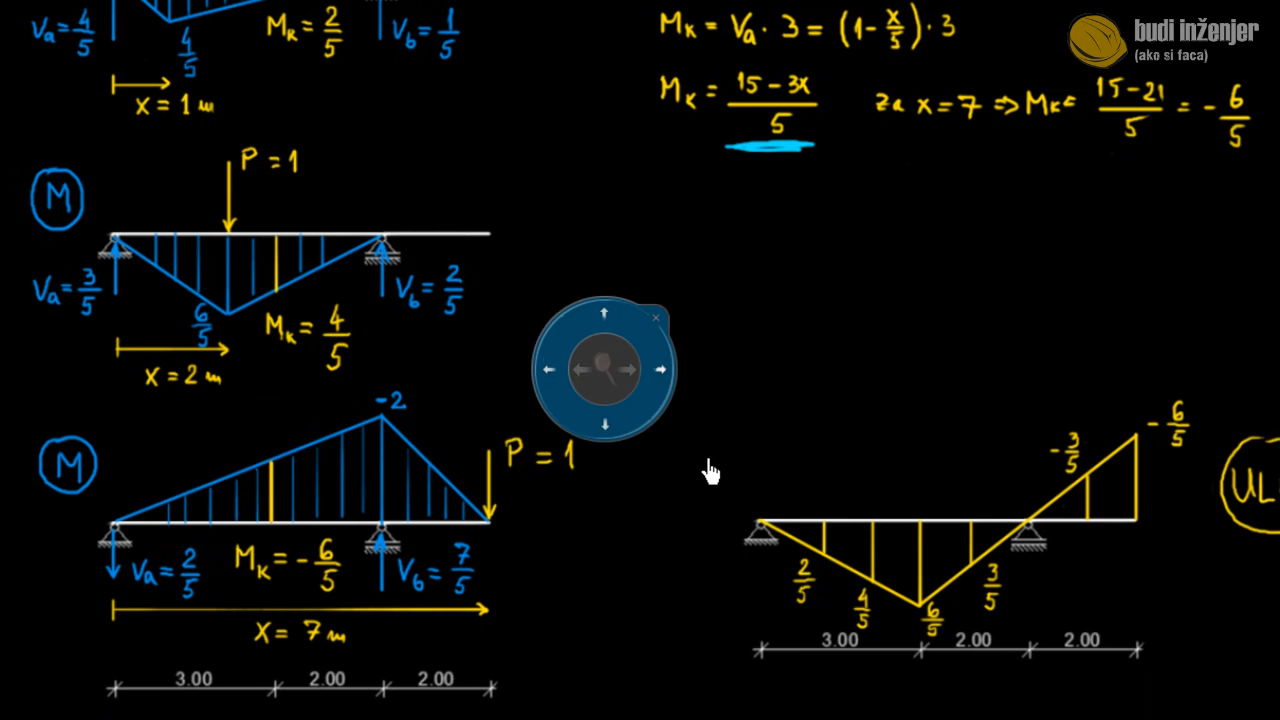 Va = 4/5
4/5
Mk = 2/5
Vb = 1/5
x = 1 m
Mk = Va · 3 = (1 - x/5) · 3
Mk = 15 - 3x / 5
za x = 7 ⇒ Mk = 15 - 21 / 5 = - 6/5
budi inženjer
(ako si faca)
M
P = 1
Va = 3/5
6/5
Mk = 4/5
Vb = 2/5
x = 2 m
M
-2
P = 1
Va = 2/5
Mk = - 6/5
Vb = 7/5
x = 7 m
3.00 2.00 2.00
- 3/5
- 6/5
UL
2/5
4/5
6/5
3/5
3.00 2.00 2.00